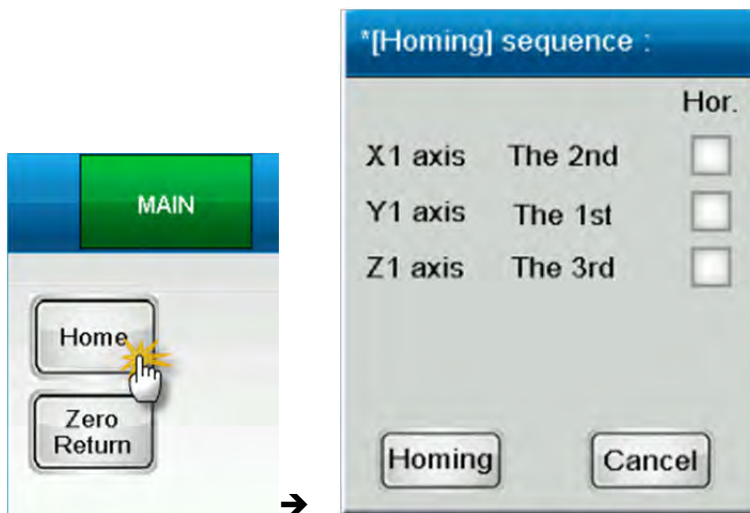 MAIN
Home
Zero
Return
➔
*[Homing] sequence :
Hor.
X1 axis The 2nd
Y1 axis The 1st
Z1 axis The 3rd
Homing Cancel